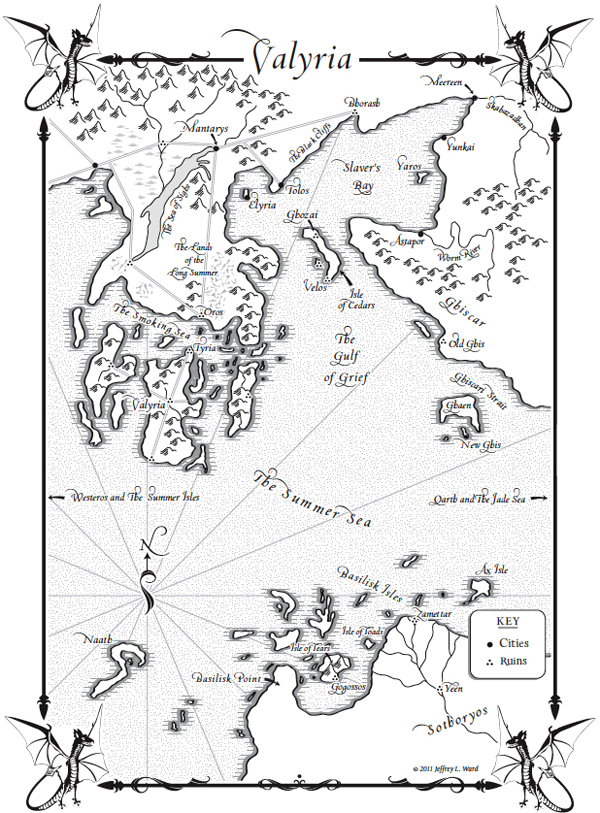 Valyria
Meereen
Skahazadhan
Bhorash
Mantarys
The Black Cliffs
Yunkai
Slaver's
Bay
Yaros
Tolos
Elyria
The Sea of Sighs
Ghozai
Astapor
Worm River
The Lands
of the
Long Summer
Velos
Isle
of Cedars
Ghiscar
Oros
The Smoking Sea
Tyria
The
Gulf
of Grief
Old Ghis
Ghiscari Strait
Ghaen
Valyria
New Ghis
The Summer Sea
Westeros and The Summer Isles
Qarth and The Jade Sea
N
S
Basilisk Isles
Ax Isle
Zamettar
Isle of Toads
Naath
Isle of Tears
KEY
Cities
Ruins
Basilisk Point
Gogossos
Yeen
Sothoryos
© 2011 Jeffrey L. Ward